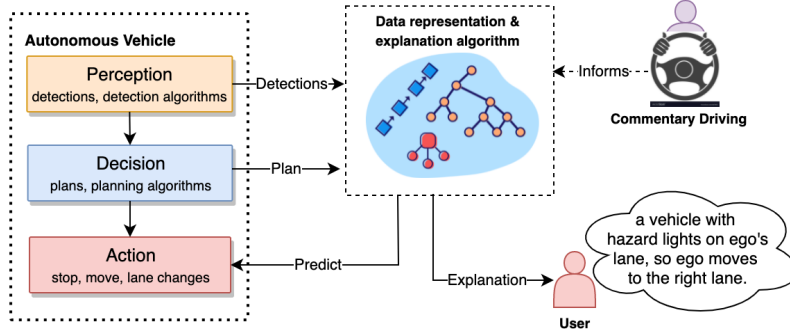 Autonomous Vehicle
Perception
detections, detection algorithms
Decision
plans, planning algorithms
Action
stop, move, lane changes
Detections
Plan
Predict
Data representation &
explanation algorithm
Informs
Commentary Driving
Explanation
User
a vehicle with
hazard lights on ego's
lane, so ego moves
to the right lane.